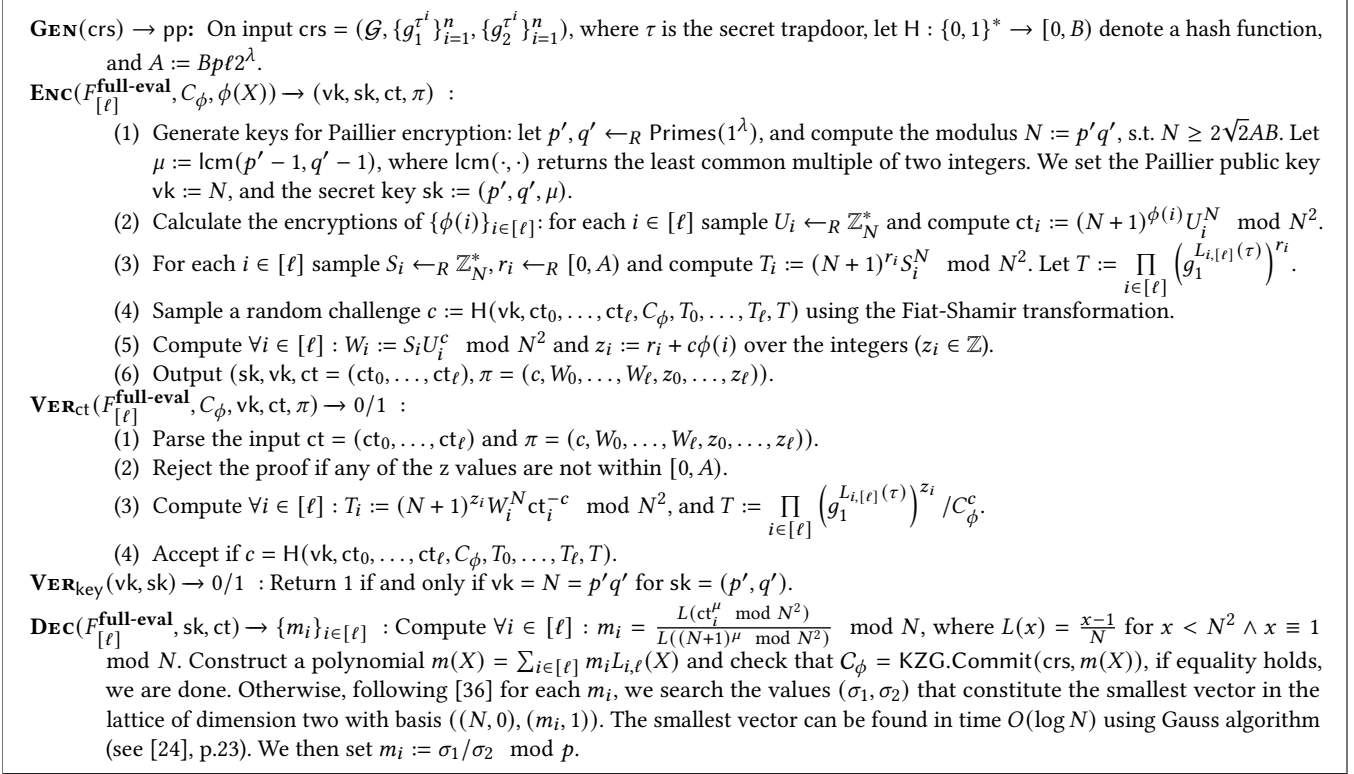 GEN(crs) → pp: On input crs = (𝒢, {g_1^{τ^i}}_{i=1}^n, {g_2^{τ^i}}_{i=1}^n), where τ is the secret trapdoor, let H : {0, 1}* → [0, B) denote a hash function,
and A := Bpℓ2^λ.
ENC(F_{[ℓ]}^{full-eval}, C_ϕ, ϕ(X)) → (vk, sk, ct, π) :
(1) Generate keys for Paillier encryption: let p′, q′ ←_R Primes(1^λ), and compute the modulus N := p′q′, s.t. N ≥ 2√2AB. Let
μ := lcm(p′ − 1, q′ − 1), where lcm(·, ·) returns the least common multiple of two integers. We set the Paillier public key
vk := N, and the secret key sk := (p′, q′, μ).
(2) Calculate the encryptions of {ϕ(i)}_{i∈[ℓ]}: for each i ∈ [ℓ] sample U_i ←_R ℤ_N^* and compute ct_i := (N + 1)^{ϕ(i)} U_i^N mod N^2.
(3) For each i ∈ [ℓ] sample S_i ←_R ℤ_N^*, r_i ←_R [0, A) and compute T_i := (N + 1)^{r_i} S_i^N mod N^2. Let T := ∏_{i∈[ℓ]} (g_1^{L_{i,[ℓ]}(τ)})^{r_i}.
(4) Sample a random challenge c := H(vk, ct_0, . . . , ct_ℓ, C_ϕ, T_0, . . . , T_ℓ, T) using the Fiat-Shamir transformation.
(5) Compute ∀i ∈ [ℓ] : W_i := S_i U_i^c mod N^2 and z_i := r_i + cϕ(i) over the integers (z_i ∈ ℤ).
(6) Output (sk, vk, ct = (ct_0, . . . , ct_ℓ), π = (c, W_0, . . . , W_ℓ, z_0, . . . , z_ℓ)).
VER_ct(F_{[ℓ]}^{full-eval}, C_ϕ, vk, ct, π) → 0/1 :
(1) Parse the input ct = (ct_0, . . . , ct_ℓ) and π = (c, W_0, . . . , W_ℓ, z_0, . . . , z_ℓ)).
(2) Reject the proof if any of the z values are not within [0, A).
(3) Compute ∀i ∈ [ℓ] : T_i := (N + 1)^{z_i} W_i^N ct_i^{−c} mod N^2, and T := ∏_{i∈[ℓ]} (g_1^{L_{i,[ℓ]}(τ)})^{z_i} /C_ϕ^c.
(4) Accept if c = H(vk, ct_0, . . . , ct_ℓ, C_ϕ, T_0, . . . , T_ℓ, T).
VER_key(vk, sk) → 0/1 : Return 1 if and only if vk = N = p′q′ for sk = (p′, q′).
DEC(F_{[ℓ]}^{full-eval}, sk, ct) → {m_i}_{i∈[ℓ]} : Compute ∀i ∈ [ℓ] : m_i = L(ct_i^μ mod N^2) / L((N+1)^μ mod N^2) mod N, where L(x) = (x−1)/N for x < N^2 ∧ x ≡ 1
mod N. Construct a polynomial m(X) = ∑_{i∈[ℓ]} m_i L_{i,ℓ}(X) and check that 𝒞_ϕ = KZG.Commit(crs, m(X)), if equality holds,
we are done. Otherwise, following [36] for each m_i, we search the values (σ_1, σ_2) that constitute the smallest vector in the
lattice of dimension two with basis ((N, 0), (m_i, 1)). The smallest vector can be found in time O(log N) using Gauss algorithm
(see [24], p.23). We then set m_i := σ_1/σ_2 mod p.